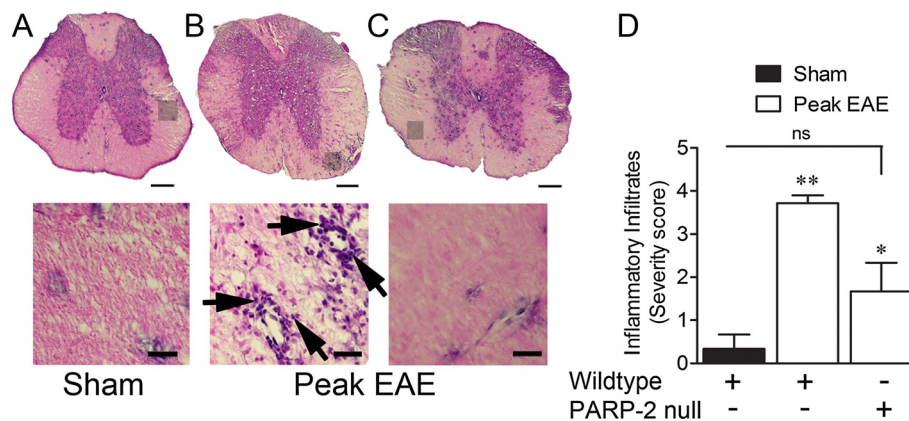 A
B
C
D
Sham
Peak EAE
Sham
Peak EAE
ns
**
*
5
4
3
2
1
0
Inflammatory Infiltrates
(Severity score)
Wildtype + + -
PARP-2 null - - +